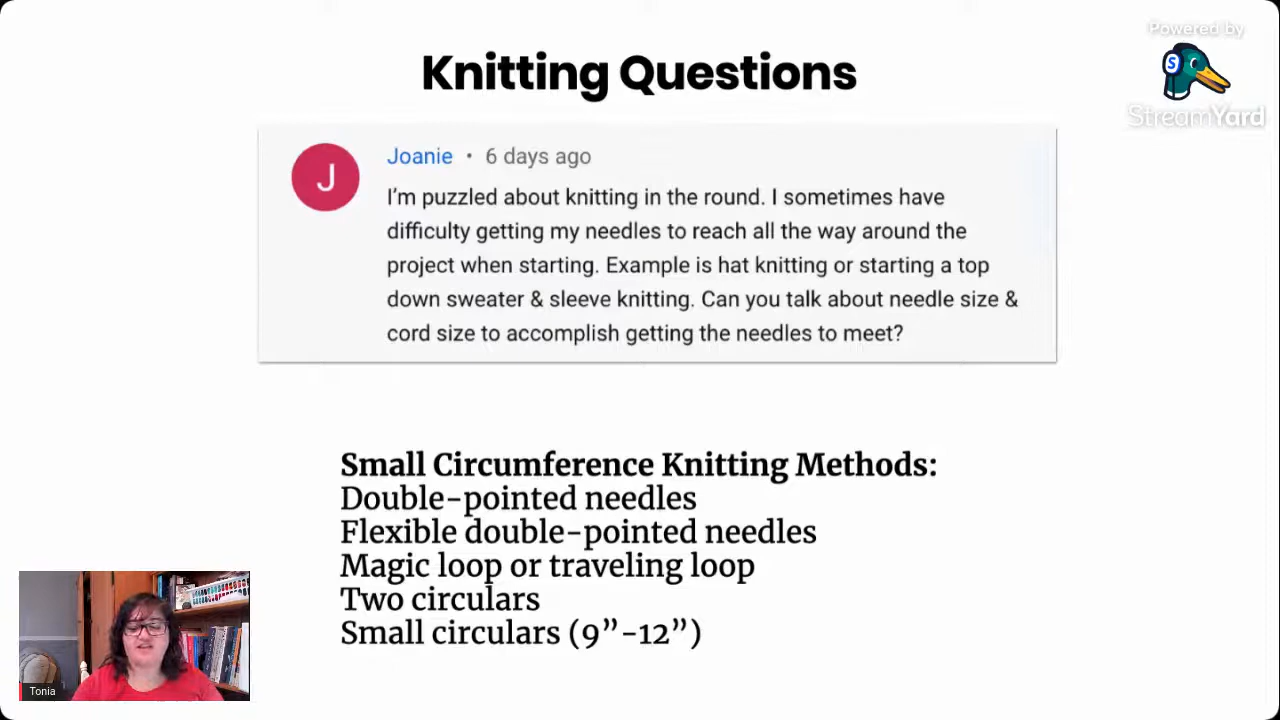 Powered by
StreamYard
Knitting Questions
J
Joanie • 6 days ago
I’m puzzled about knitting in the round. I sometimes have
difficulty getting my needles to reach all the way around the
project when starting. Example is hat knitting or starting a top
down sweater & sleeve knitting. Can you talk about needle size &
cord size to accomplish getting the needles to meet?
Small Circumference Knitting Methods:
Double-pointed needles
Flexible double-pointed needles
Magic loop or traveling loop
Two circulars
Small circulars (9”-12”)
Tonia